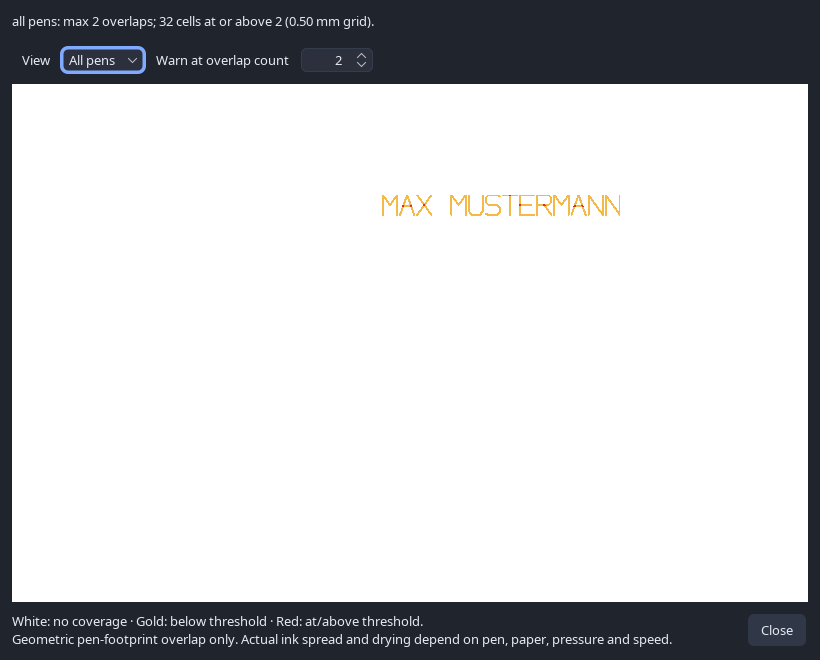 all pens: max 2 overlaps; 32 cells at or above 2 (0.50 mm grid).
View All pens Warn at overlap count 2
MAX MUSTERMANN
White: no coverage · Gold: below threshold · Red: at/above threshold.
Geometric pen-footprint overlap only. Actual ink spread and drying depend on pen, paper, pressure and speed.
Close